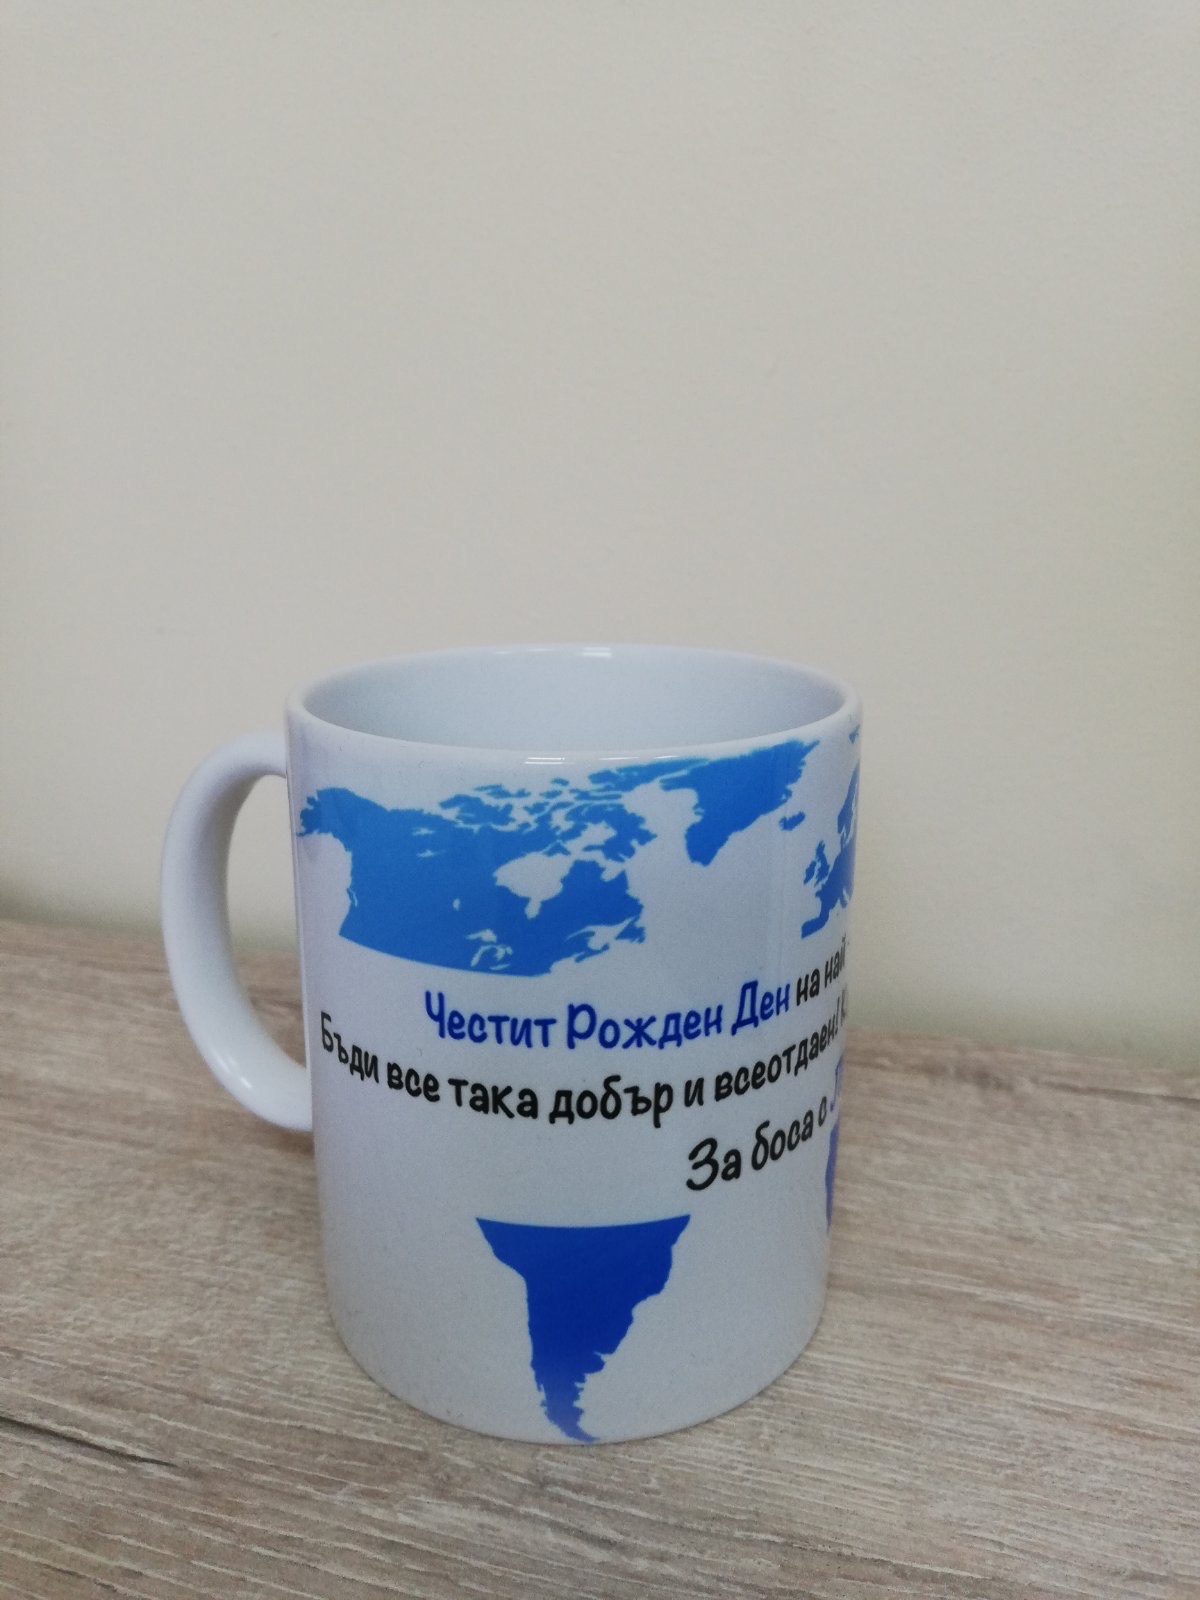 Честит Рожден Ден на най
Бъди все така добър и всеотдаен!
За боса с